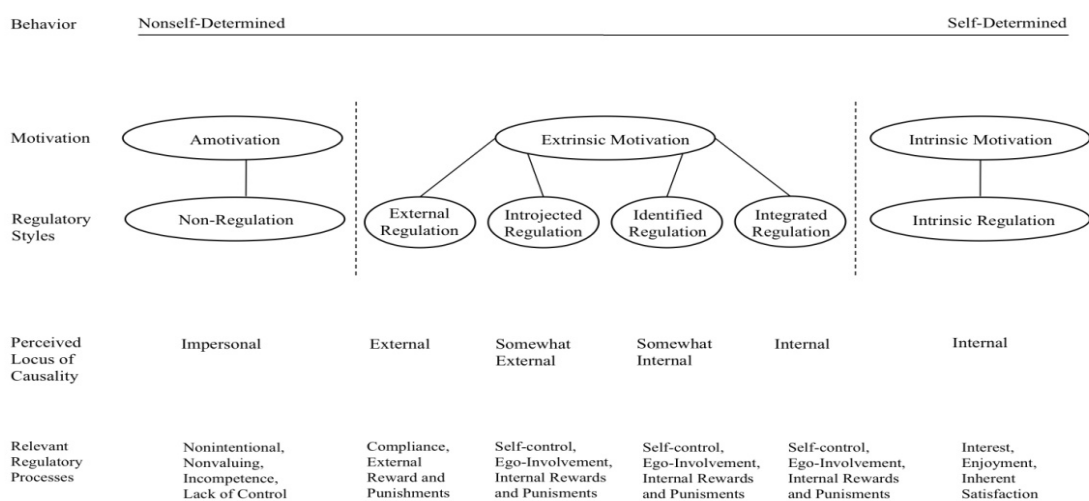 Behavior Nonself-Determined Self-Determined
Motivation Amotivation Extrinsic Motivation Intrinsic Motivation
Regulatory
Styles
Non-Regulation
External
Regulation
Introjected
Regulation
Identified
Regulation
Integrated
Regulation
Intrinsic Regulation
Perceived
Locus of
Causality
Impersonal
External
Somewhat
External
Somewhat
Internal
Internal
Internal
Relevant
Regulatory
Processes
Nonintentional,
Nonvaluing,
Incompetence,
Lack of Control
Compliance,
External
Reward and
Punishments
Self-control,
Ego-Involvement,
Internal Rewards
and Punisments
Self-control,
Ego-Involvement,
Internal Rewards
and Punisments
Self-control,
Ego-Involvement,
Internal Rewards
and Punisments
Interest,
Enjoyment,
Inherent
Satisfaction